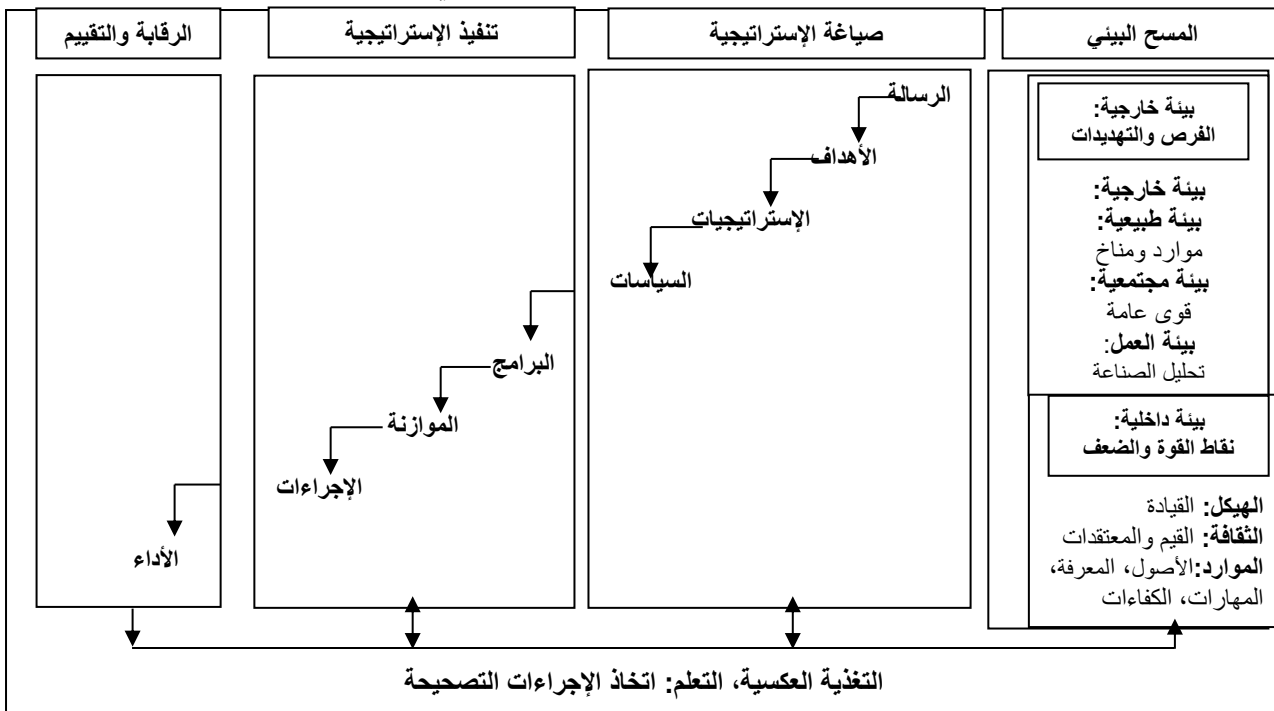 المسح البيئي
صياغة الإستراتيجية
تنفيذ الإستراتيجية
الرقابة والتقييم
بيئة خارجية:
الفرص والتهديدات
بيئة خارجية:
بيئة طبيعية:
موارد ومناخ
بيئة مجتمعية:
قوى عامة
بيئة العمل:
تحليل الصناعة
بيئة داخلية:
نقاط القوة والضعف
الهيكل: القيادة
الثقافة: القيم والمعتقدات
الموارد:الأصول، المعرفة،
المهارات، الكفاءات
الرسالة
الأهداف
الإستراتيجيات
السياسات
البرامج
الموازنة
الإجراءات
الأداء
التغذية العكسية، التعلم: اتخاذ الإجراءات التصحيحة